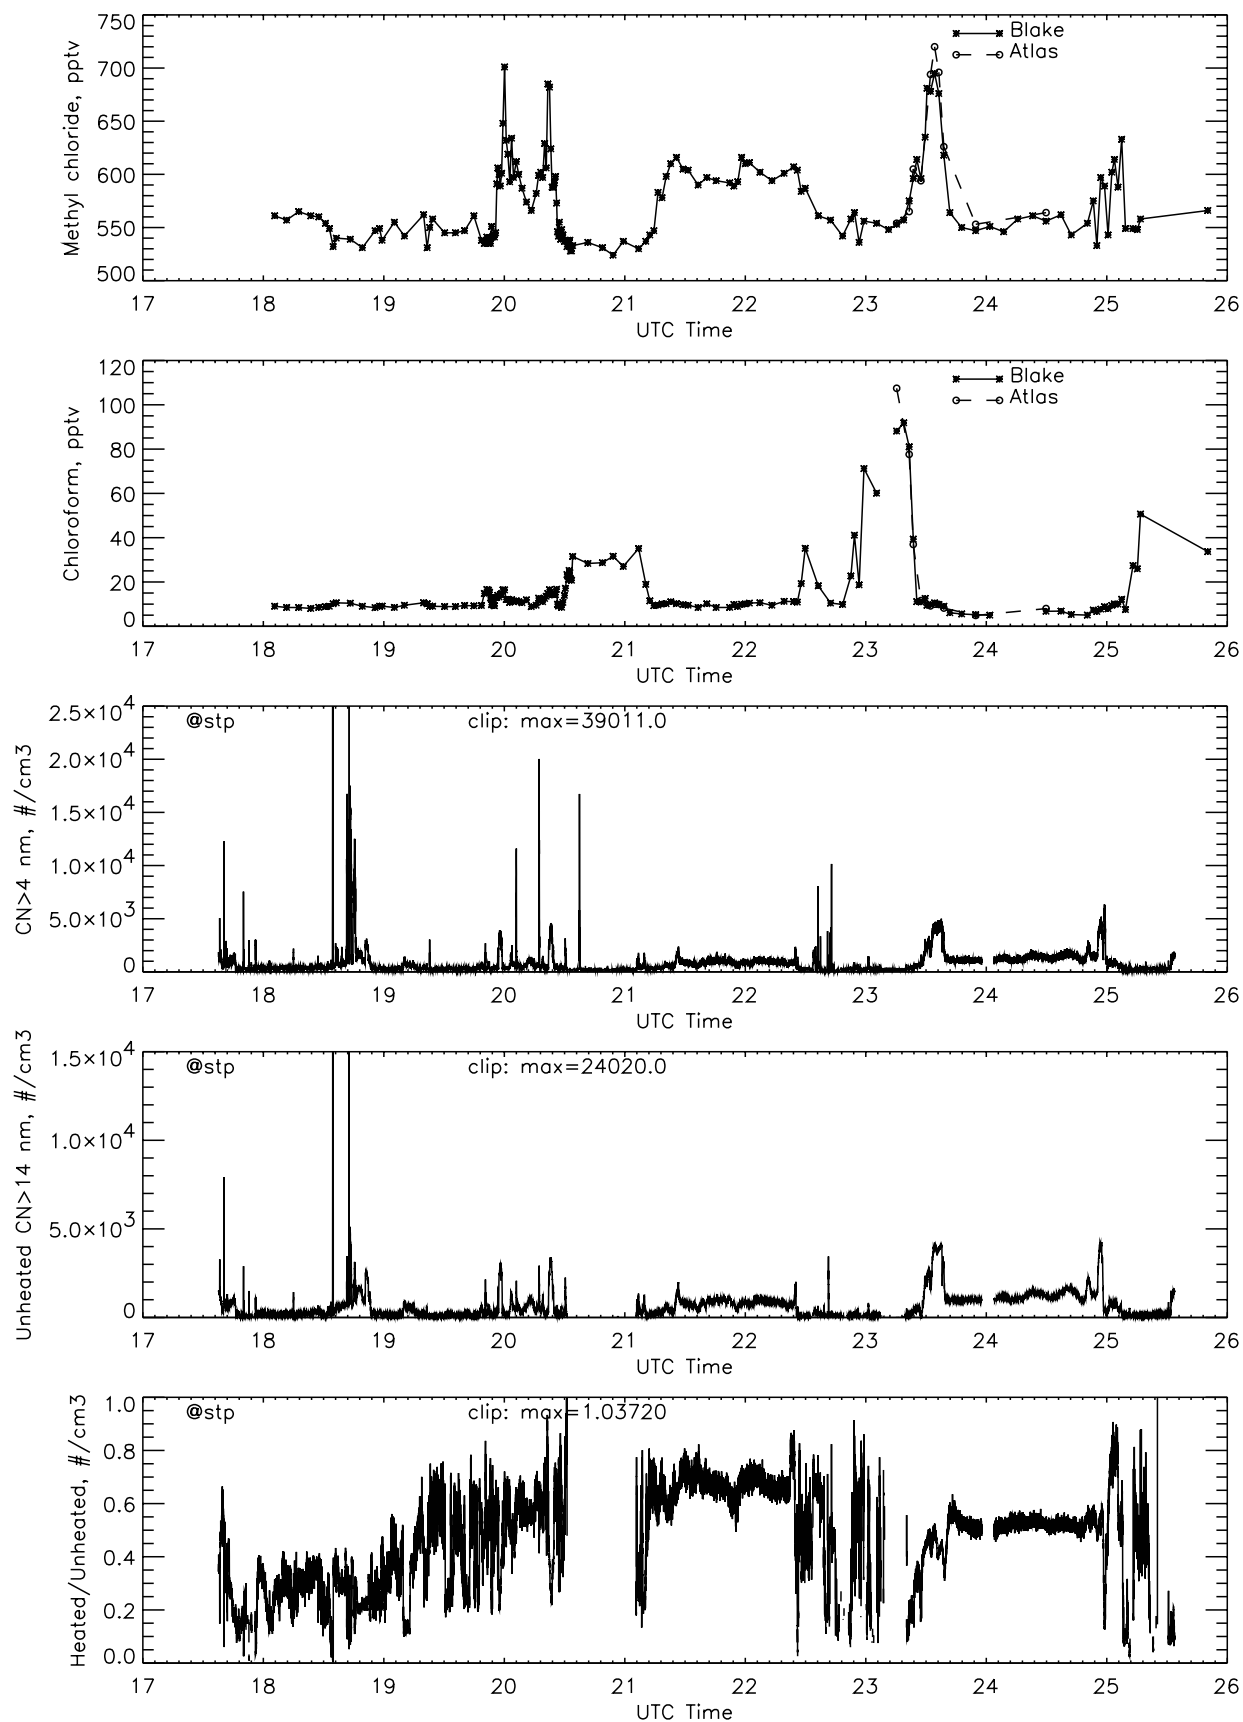 Methyl chloride, pptv
750
700
650
600
550
500
Blake
Atlas
17 18 19 20 21 22 23 24 25 26
UTC Time
Chloroform, pptv
120
100
80
60
40
20
0
Blake
Atlas
17 18 19 20 21 22 23 24 25 26
UTC Time
CN>4 nm, #/cm3
2.5×10^4
2.0×10^4
1.5×10^4
1.0×10^4
5.0×10^3
0
@stp clip: max=39011.0
17 18 19 20 21 22 23 24 25 26
UTC Time
Unheated CN>14 nm, #/cm3
1.5×10^4
1.0×10^4
5.0×10^3
0
@stp clip: max=24020.0
17 18 19 20 21 22 23 24 25 26
UTC Time
Heated/Unheated, #/cm3
1.0
0.8
0.6
0.4
0.2
0.0
@stp clip: max=1.03720
17 18 19 20 21 22 23 24 25 26
UTC Time